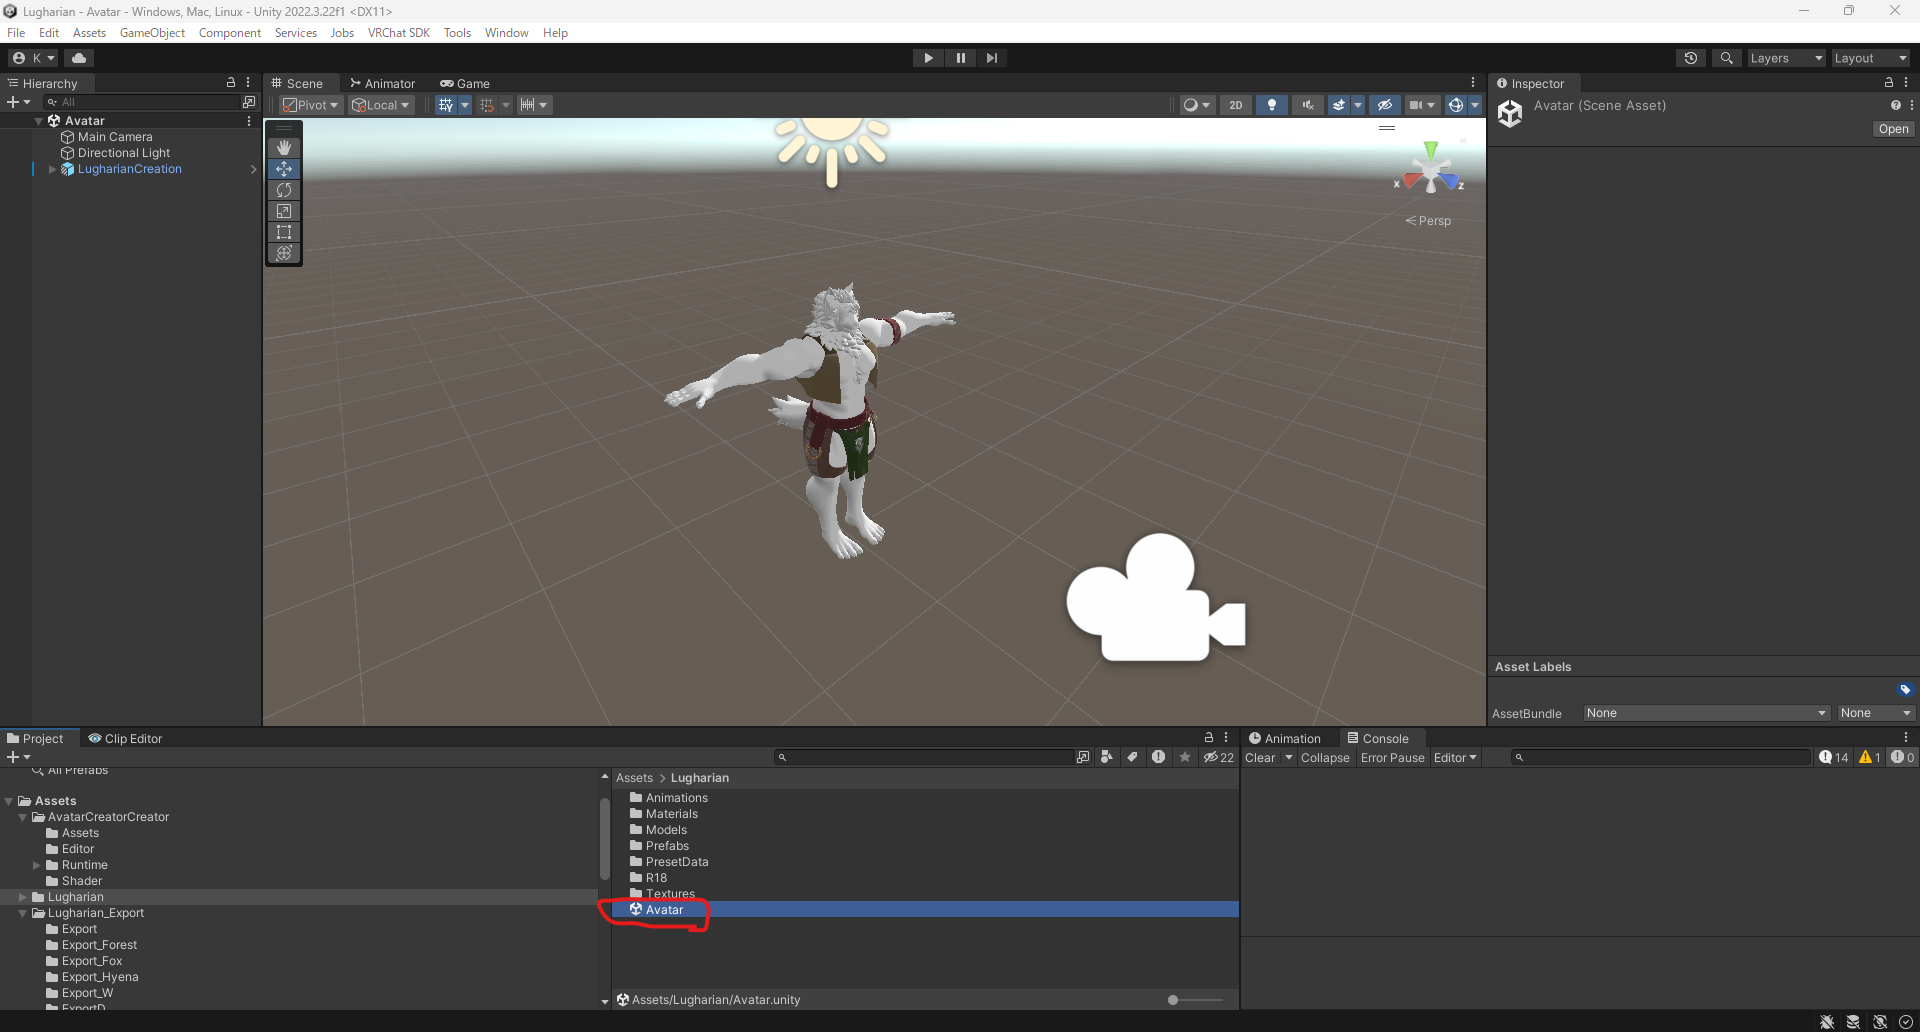 Lugharian - Avatar - Windows, Mac, Linux - Unity 2022.3.22f1 <DX11>
File Edit Assets GameObject Component Services Jobs VRChat SDK Tools Window Help
K
Layers
Layout
Hierarchy
All
Avatar
Main Camera
Directional Light
LugharianCreation
Scene Animator Game
Pivot Local
2D
x
z
Persp
Inspector
Avatar (Scene Asset)
Open
Asset Labels
AssetBundle None None
Project Clip Editor
22
All Prefabs
Assets
AvatarCreatorCreator
Assets
Editor
Runtime
Shader
Lugharian
Lugharian_Export
Export
Export_Forest
Export_Fox
Export_Hyena
Export_W
ExportD
Assets > Lugharian
Animations
Materials
Models
Prefabs
PresetData
R18
Textures
Avatar
Assets/Lugharian/Avatar.unity
Animation Console
Clear Collapse Error Pause Editor
14 1 0